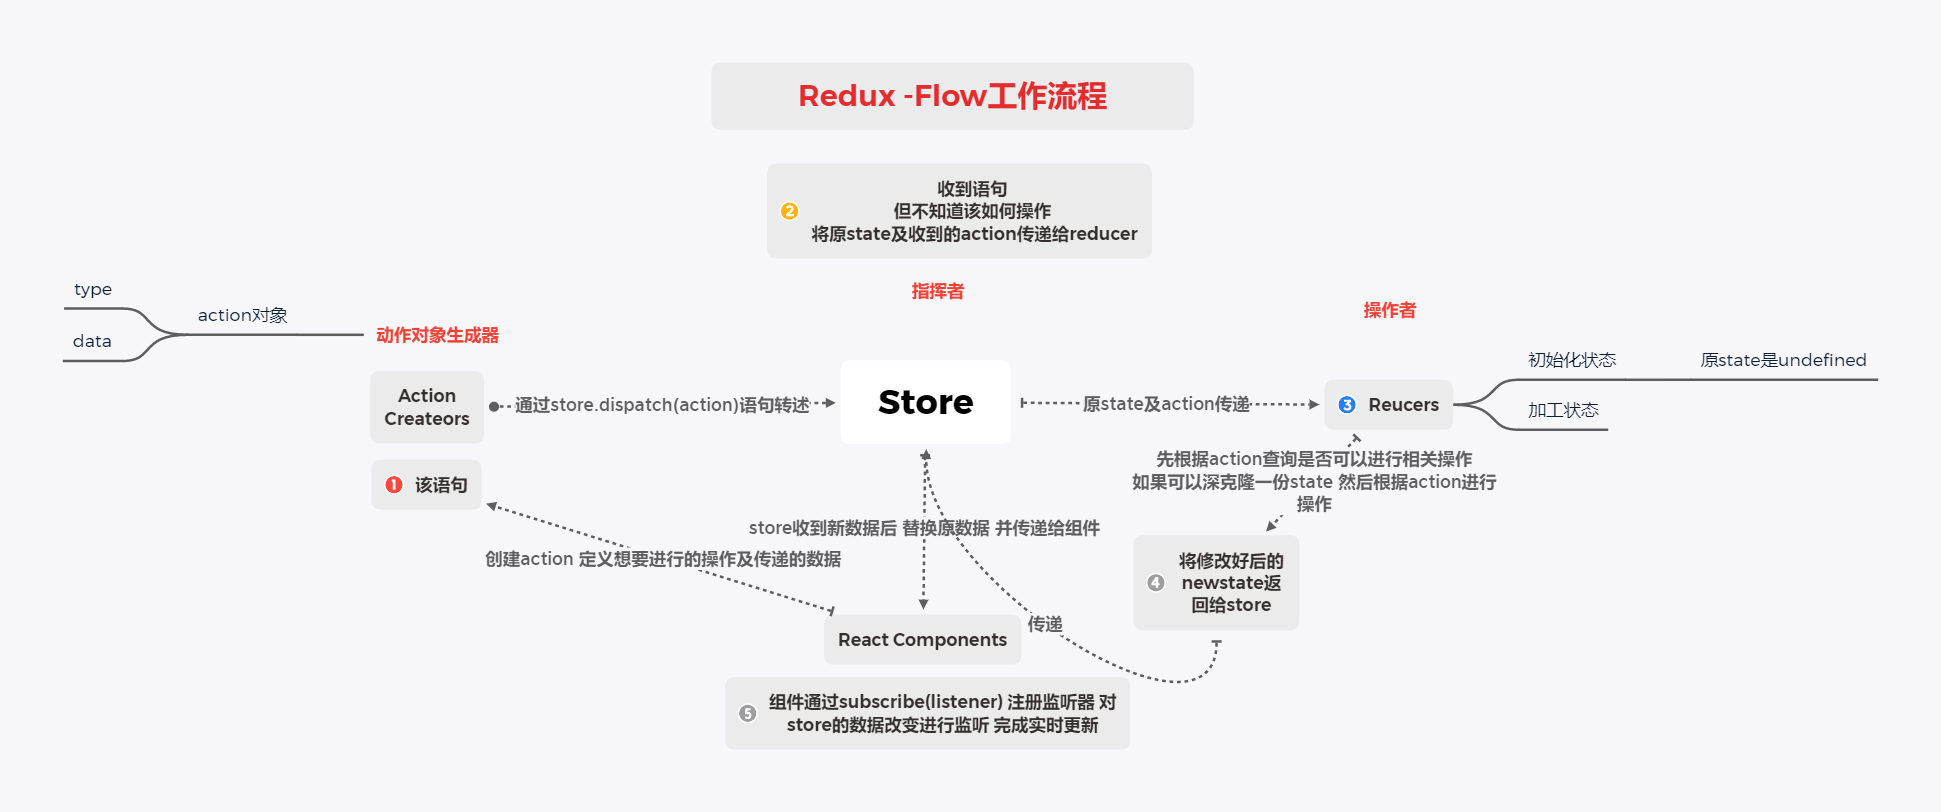 Redux -Flow工作流程
2
收到语句
但不知道该如何操作
将原state及收到的action传递给reducer
指挥者
type
data
action对象
动作对象生成器
Action
Createors
通过store.dispatch(action)语句转述
Store
原state及action传递
操作者
3 Reucers
初始化状态
原state是undefined
加工状态
1 该语句
先根据action查询是否可以进行相关操作
如果可以深克隆一份state 然后根据action进行
操作
store收到新数据后 替换原数据 并传递给组件
创建action 定义想要进行的操作及传递的数据
4
将修改好后的
newstate返
回给store
传递
React Components
5
组件通过subscribe(listener) 注册监听器 对
store的数据改变进行监听 完成实时更新